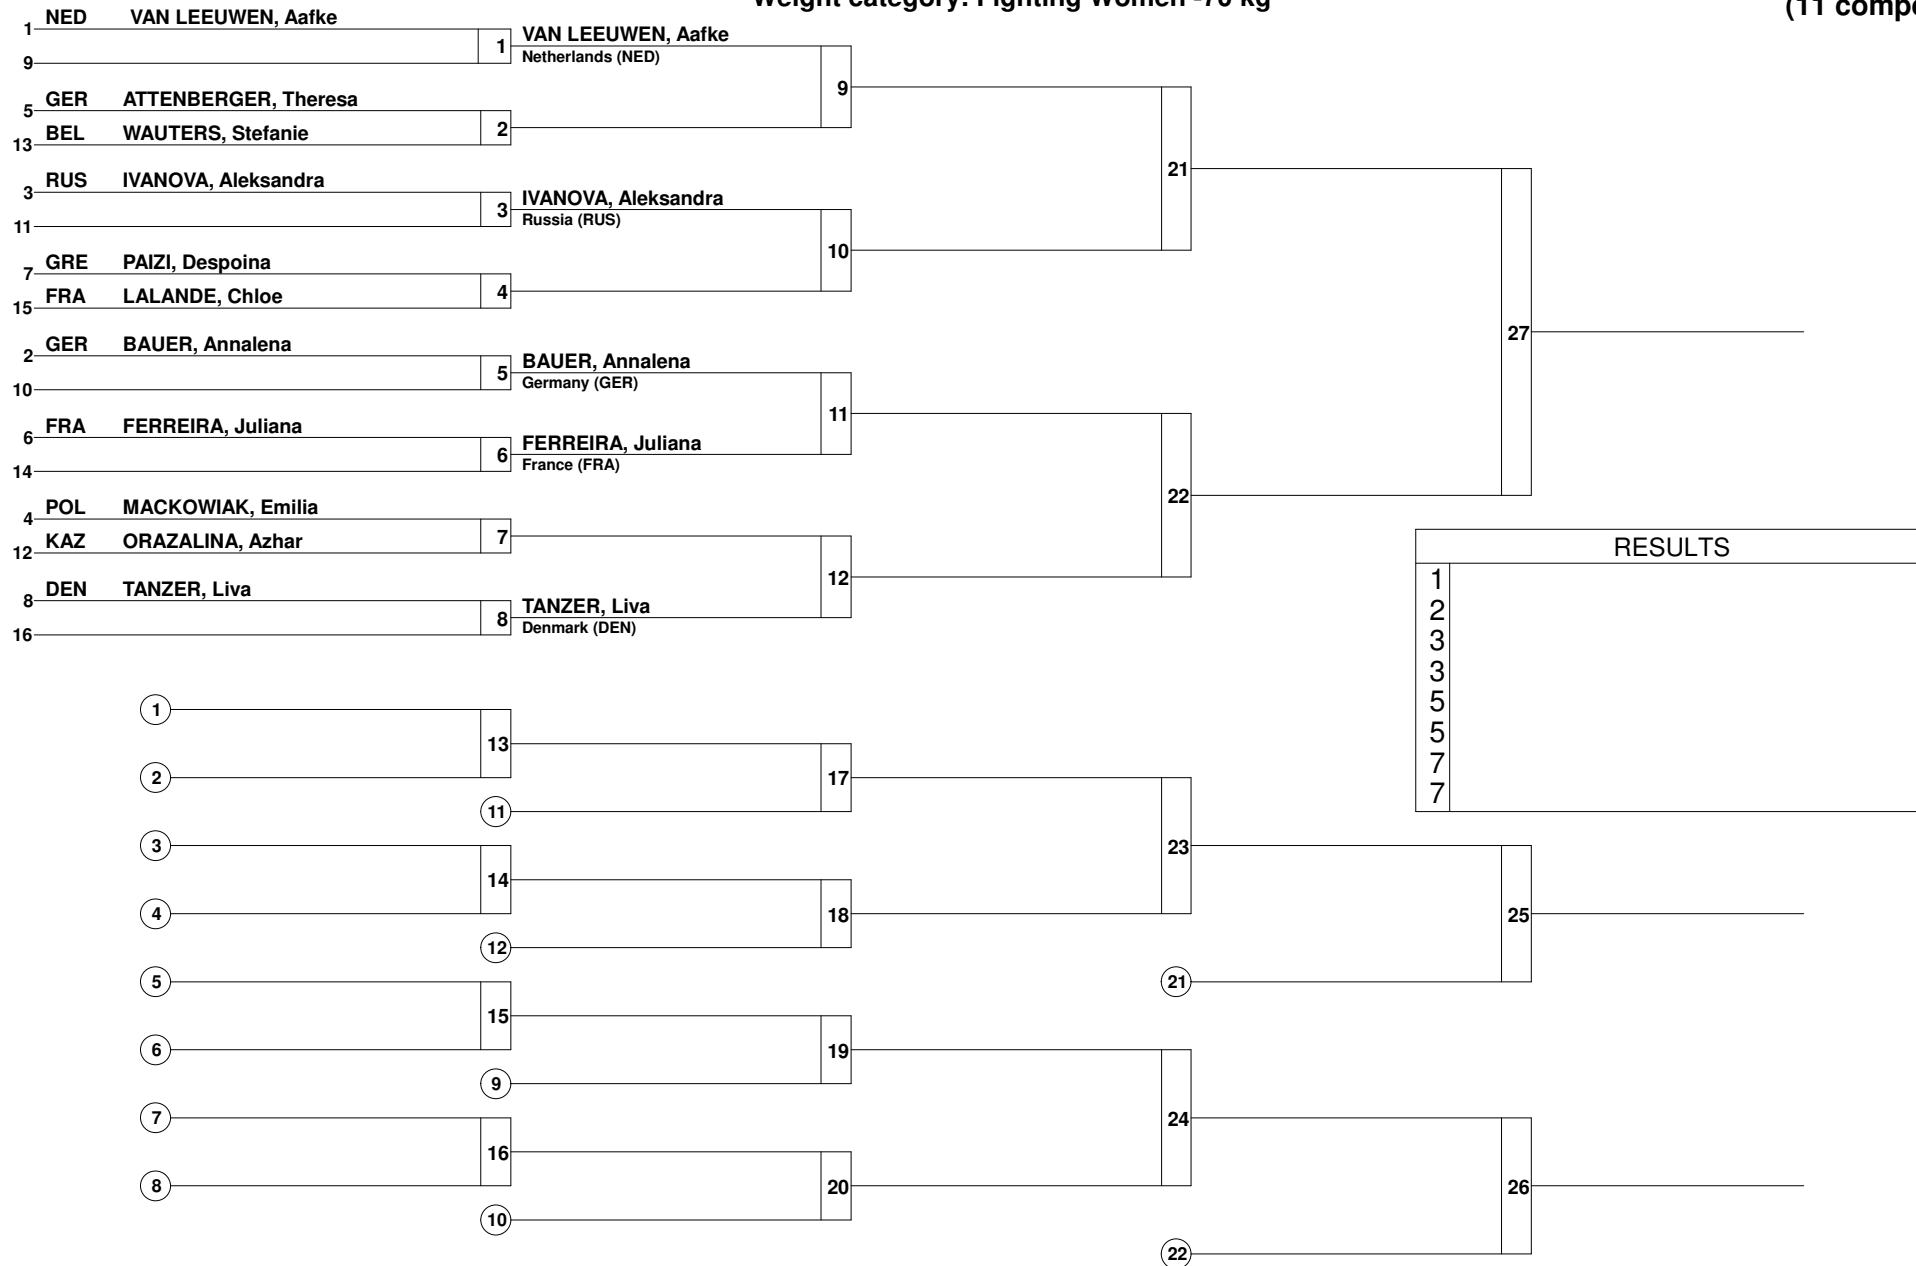 Weight category: Fighting Women -70 kg
(11 compe
1 NED VAN LEEUWEN, Aafke
9
1 VAN LEEUWEN, Aafke
Netherlands (NED)
9
5 GER ATTENBERGER, Theresa
13 BEL WAUTERS, Stefanie
2
21
3 RUS IVANOVA, Aleksandra
11
3 IVANOVA, Aleksandra
Russia (RUS)
10
7 GRE PAIZI, Despoina
15 FRA LALANDE, Chloe
4
27
2 GER BAUER, Annalena
10
5 BAUER, Annalena
Germany (GER)
11
6 FRA FERREIRA, Juliana
14
6 FERREIRA, Juliana
France (FRA)
22
4 POL MACKOWIAK, Emilia
12 KAZ ORAZALINA, Azhar
7
12
8 DEN TANZER, Liva
16
8 TANZER, Liva
Denmark (DEN)
RESULTS
1
2
3
3
5
5
7
7
1
13
2
17
11
3
23
14
4
18
25
12
5
21
15
6
19
9
7
24
16
8
20
26
10
22